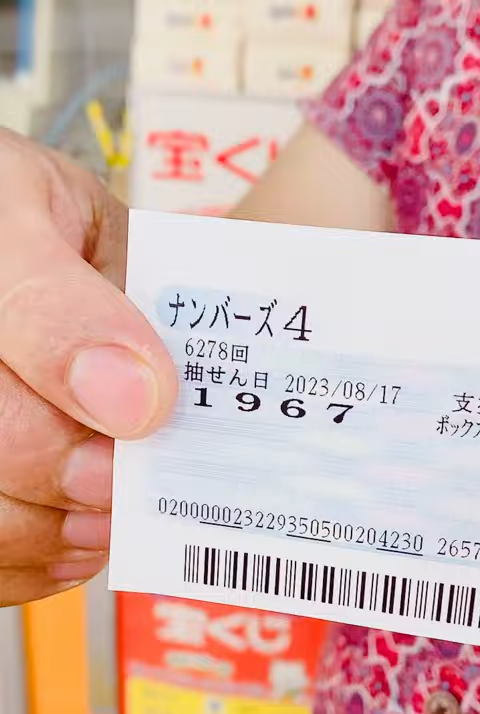 宝くじ
ナンバーズ4
6278回
抽せん日 2023/08/17
支
1967
ボックス
0200000232293505002042302657
宝くじ